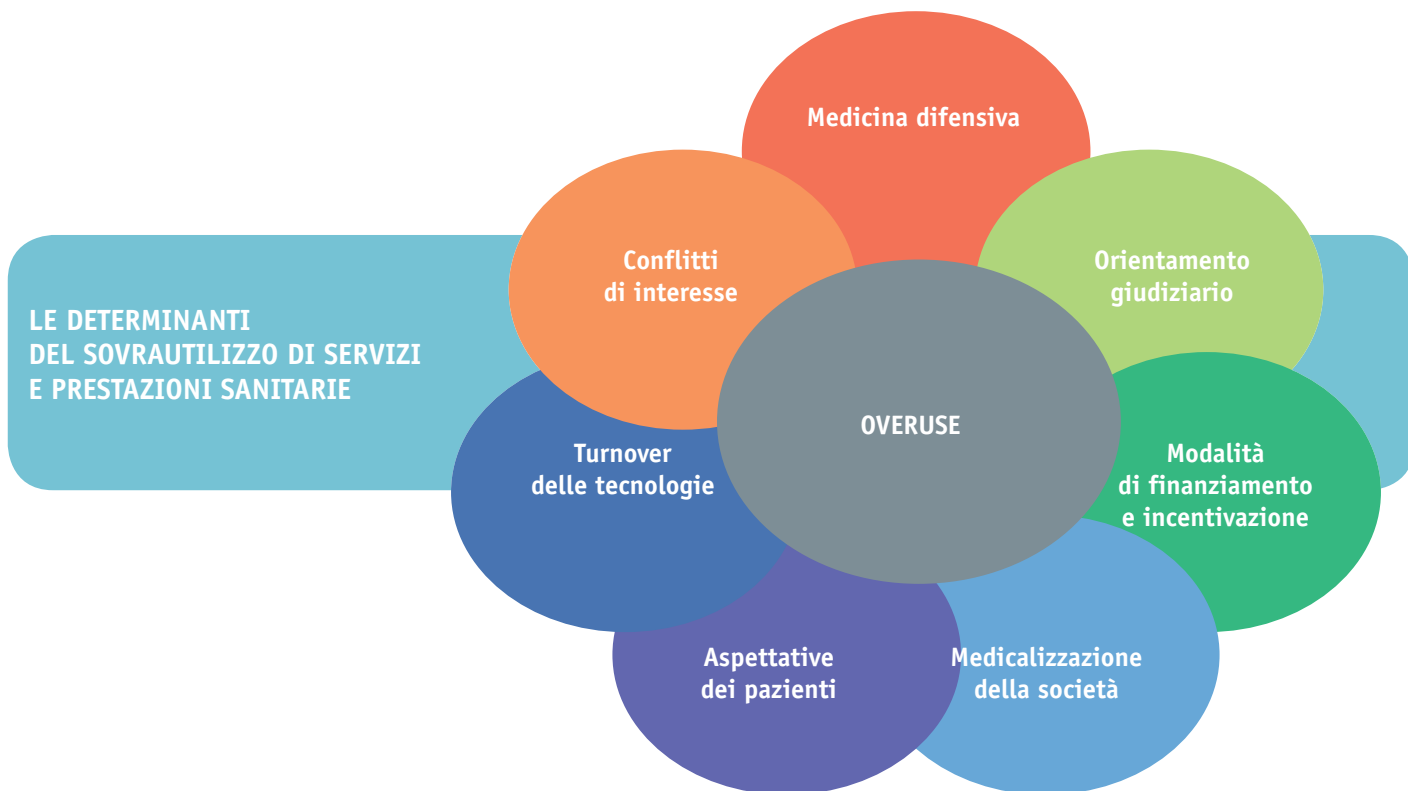 LE DETERMINANTI
DEL SOVRAUTILIZZO DI SERVIZI
E PRESTAZIONI SANITARIE
Medicina difensiva
Orientamento
giudiziario
Modalità
di finanziamento
e incentivazione
Medicalizzazione
della società
Aspettative
dei pazienti
Turnover
delle tecnologie
Conflitti
di interesse
OVERUSE